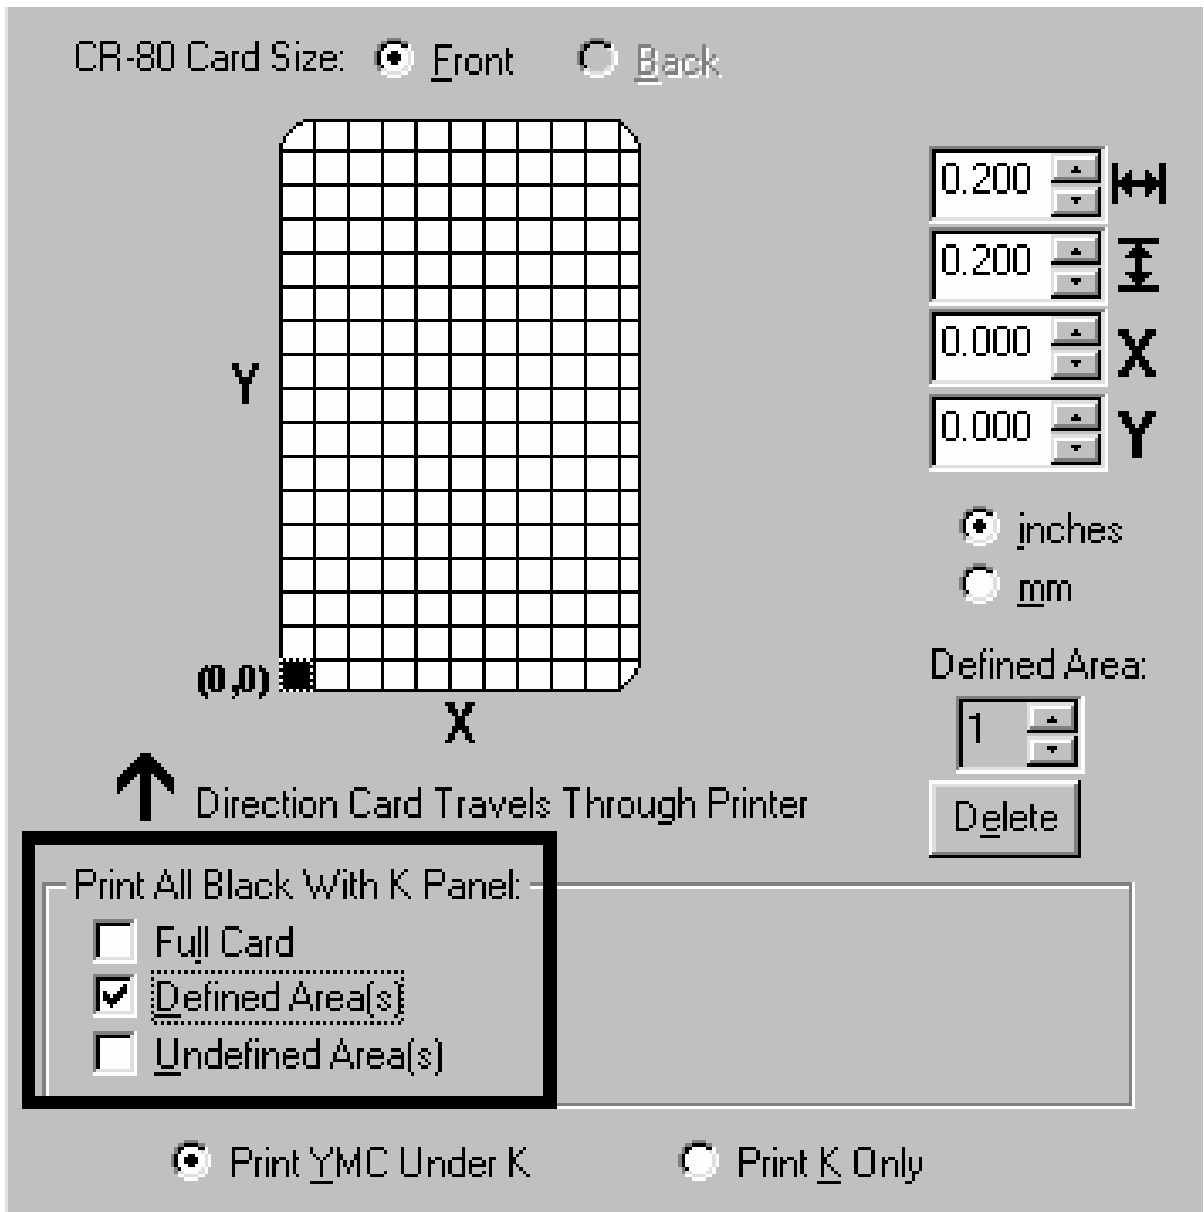 CR-80 Card Size: Front Back
0.200
0.200
0.000 X
Y
0.000 Y
inches
mm
(0,0)
Defined Area:
X
1
Direction Card Travels Through Printer
Delete
Print All Black With K Panel:
Full Card
Defined Area(s)
Undefined Area(s)
Print YMC Under K Print K Only